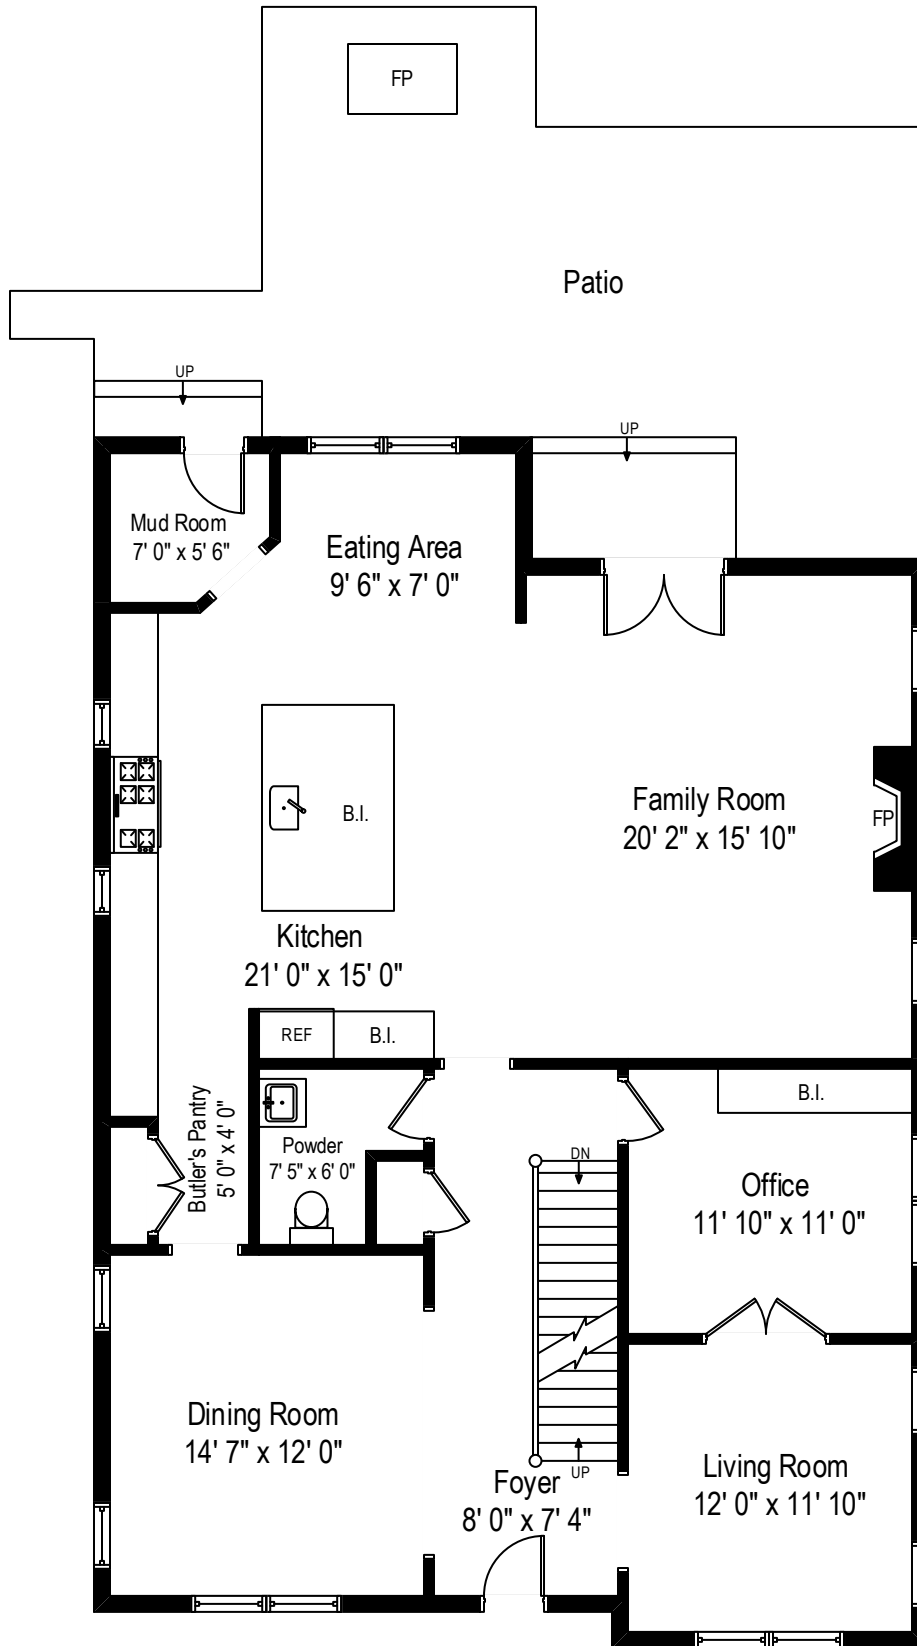 FP
Patio
UP
UP
Mud Room
7' 0" x 5' 6"
Eating Area
9' 6" x 7' 0"
Family Room
20' 2" x 15' 10"
FP
B.I.
Kitchen
21' 0" x 15' 0"
REF
B.I.
B.I.
Butler's Pantry
5' 0" x 4' 0"
Powder
7' 5" x 6' 0"
DN
Office
11' 10" x 11' 0"
Dining Room
14' 7" x 12' 0"
Living Room
12' 0" x 11' 10"
UP
Foyer
8' 0" x 7' 4"